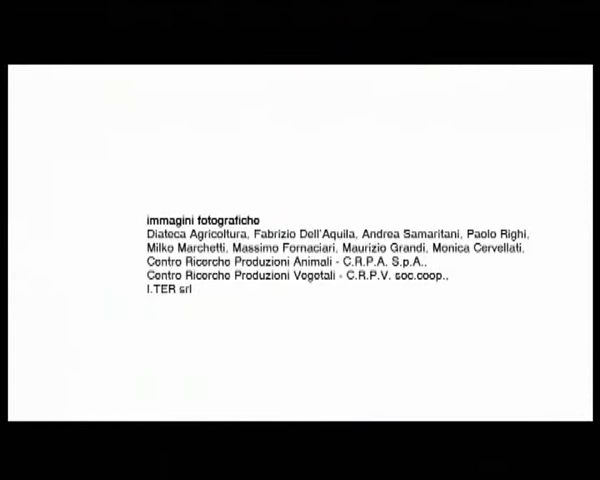 immagini fotografiche
Diateca Agricoltura, Fabrizio Dell'Aquila, Andrea Samaritani, Paolo Righi,
Milko Marchetti, Massimo Fornaciari, Maurizio Grandi, Monica Cervellati,
Centro Ricerche Produzioni Animali - C.R.P.A. S.p.A.,
Centro Ricerche Produzioni Vegetali - C.R.P.V. soc.coop.,
I.TER srl